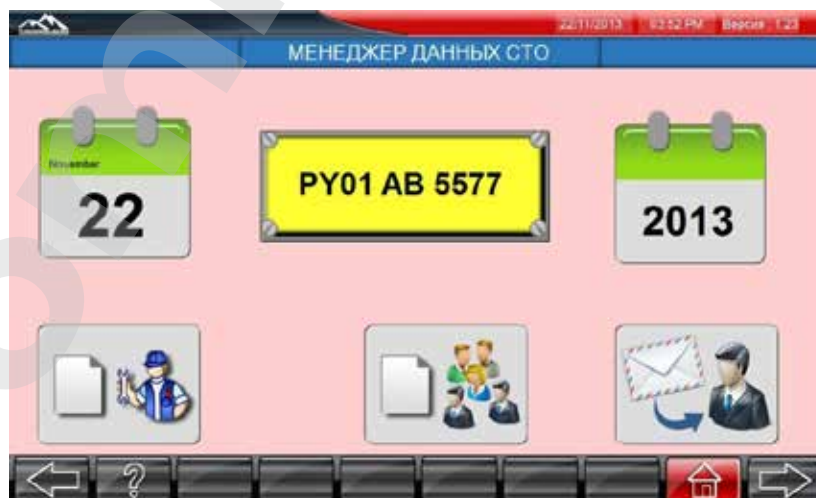 22/11/2013 03:52 PM Версия : 1.23
МЕНЕДЖЕР ДАННЫХ СТО
November
22
PY01 AB 5577
2013
?